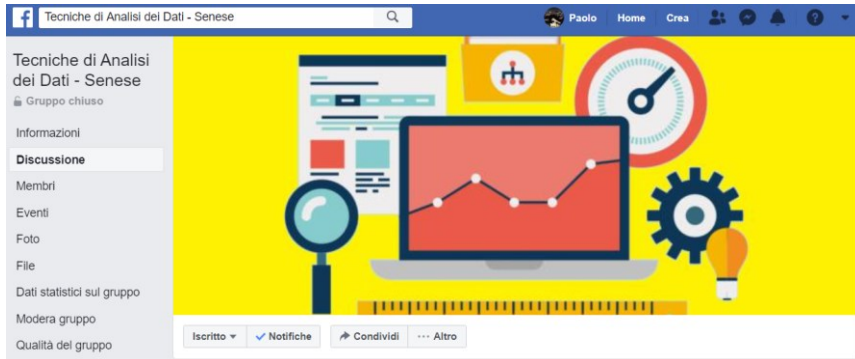 Tecniche di Analisi dei Dati - Senese
Paolo Home Crea
Tecniche di Analisi
dei Dati - Senese
Gruppo chiuso
Informazioni
Discussione
Membri
Eventi
Foto
File
Dati statistici sul gruppo
Modera gruppo
Qualità del gruppo
Iscritto Notifiche Condividi ··· Altro